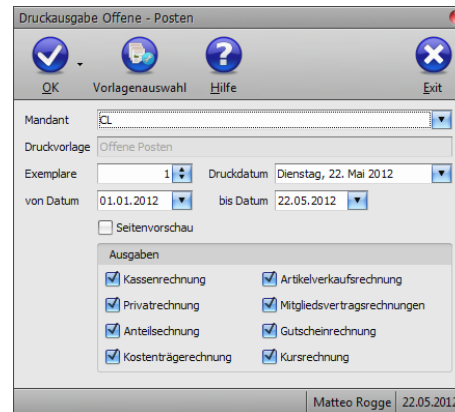 Druckausgabe Offene - Posten
OK Vorlagenauswahl Hilfe Exit
Mandant CL
Druckvorlage Offene Posten
Exemplare 1 Druckdatum Dienstag, 22. Mai 2012
von Datum 01.01.2012 bis Datum 22.05.2012
Seitenvorschau
Ausgaben
Kassenrechnung Artikelverkaufsrechnung
Privatrechnung Mitgliedsvertragsrechnungen
Anteilsechnung Gutscheinrechnung
Kostenträgerechnung Kursrechnung
Matteo Rogge 22.05.2012